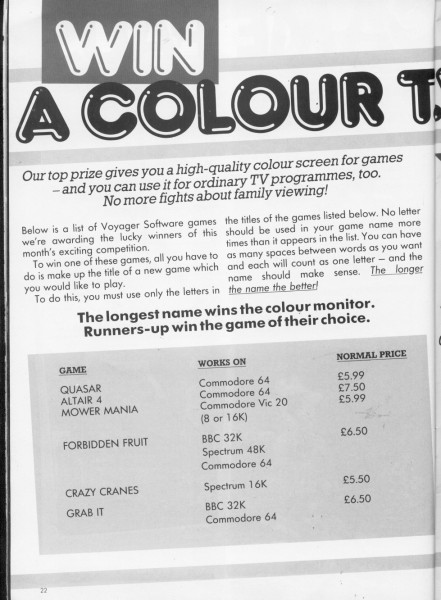 WIN
A COLOUR T.
Our top prize gives you a high-quality colour screen for games
– and you can use it for ordinary TV programmes, too.
No more fights about family viewing!
Below is a list of Voyager Software games
we're awarding the lucky winners of this
month's exciting competition.
To win one of these games, all you have to
do is make up the title of a new game which
you would like to play.
To do this, you must use only the letters in
the titles of the games listed below. No letter
should be used in your game name more
times than it appears in the list. You can have
as many spaces between words as you want
and each will count as one letter – and the
name should make sense. The longer
the name the better!
The longest name wins the colour monitor.
Runners-up win the game of their choice.
GAME WORKS ON NORMAL PRICE
QUASAR Commodore 64 £5.99
ALTAIR 4 Commodore 64 £7.50
MOWER MANIA Commodore Vic 20 £5.99
(8 or 16K)
FORBIDDEN FRUIT BBC 32K £6.50
Spectrum 48K
Commodore 64
CRAZY CRANES Spectrum 16K £5.50
GRAB IT BBC 32K £6.50
Commodore 64
22